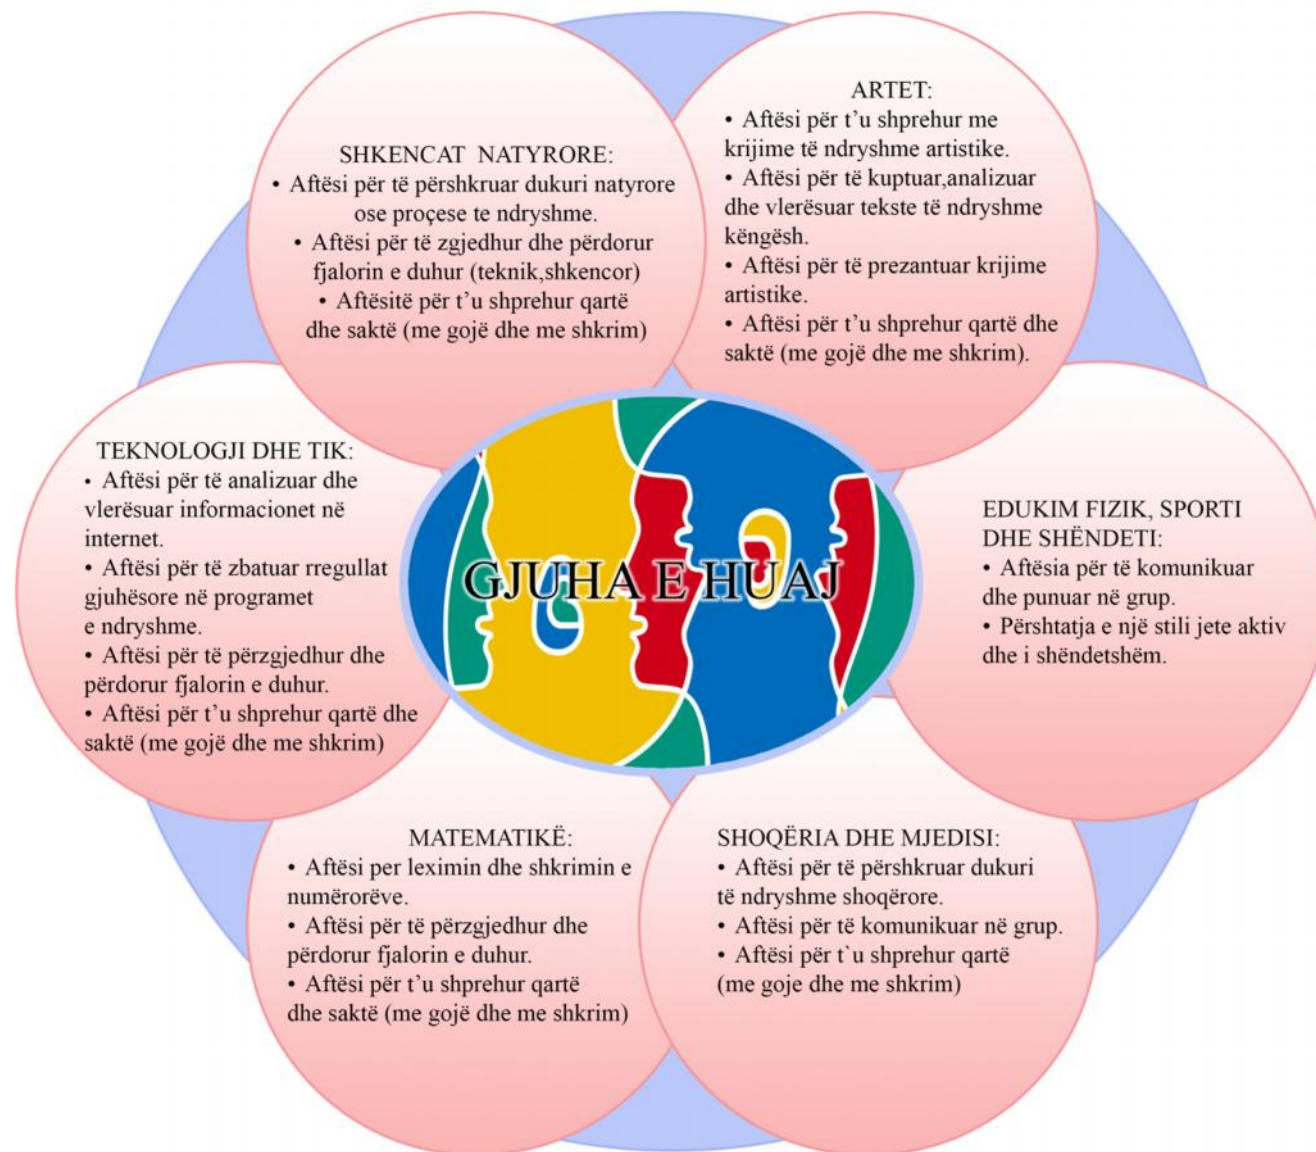 SHKENCAT NATYRORE:
• Aftësi për të përshkruar dukuri natyrore
ose proçese te ndryshme.
• Aftësi për të zgjedhur dhe përdorur
fjalorin e duhur (teknik,shkencor)
• Aftësitë për t’u shprehur qartë
dhe saktë (me gojë dhe me shkrim)
ARTET:
• Aftësi për t’u shprehur me
krijime të ndryshme artistike.
• Aftësi për të kuptuar,analizuar
dhe vlerësuar tekste të ndryshme
këngësh.
• Aftësi për të prezantuar krijime
artistike.
• Aftësi për t’u shprehur qartë dhe
saktë (me gojë dhe me shkrim).
TEKNOLOGJI DHE TIK:
• Aftësi për të analizuar dhe
vlerësuar informacionet në
internet.
• Aftësi për të zbatuar rregullat
gjuhësore në programet
e ndryshme.
• Aftësi për të përzgjedhur dhe
përdorur fjalorin e duhur.
• Aftësi për t’u shprehur qartë dhe
saktë (me gojë dhe me shkrim)
GJUHA E HUAJ
EDUKIM FIZIK, SPORTI
DHE SHËNDETI:
• Aftësia për të komunikuar
dhe punuar në grup.
• Përshtatja e një stili jete aktiv
dhe i shëndetshëm.
MATEMATIKË:
• Aftësi per leximin dhe shkrimin e
numërorëve.
• Aftësi për të përzgjedhur dhe
përdorur fjalorin e duhur.
• Aftësi për t’u shprehur qartë
dhe saktë (me gojë dhe me shkrim)
SHOQËRIA DHE MJEDISI:
• Aftësi për të përshkruar dukuri
të ndryshme shoqërore.
• Aftësi për të komunikuar në grup.
• Aftësi për t`u shprehur qartë
(me goje dhe me shkrim)